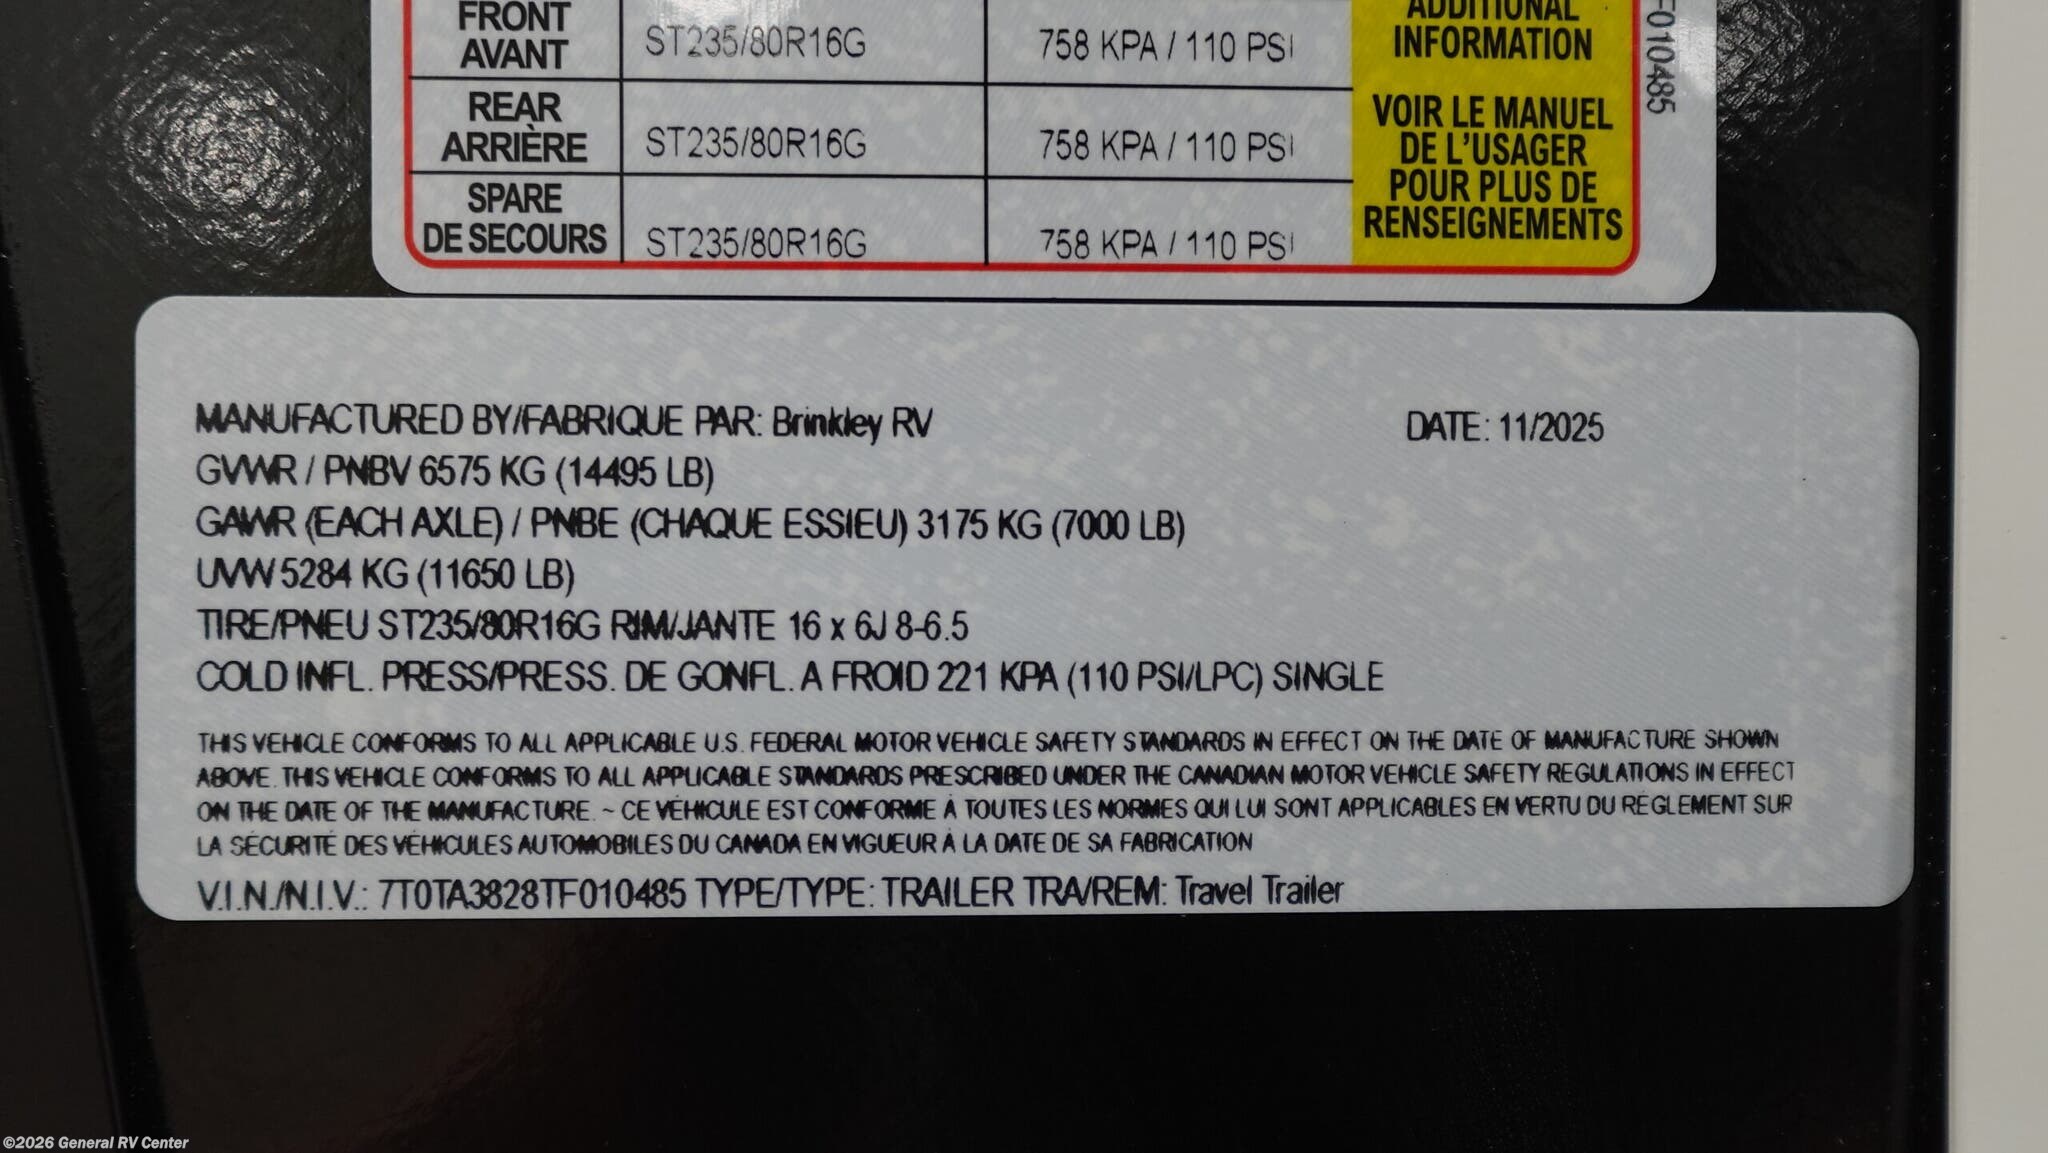 FRONT
AVANT
ST235/80R16G
758 KPA / 110 PSI
REAR
ARRIÈRE
ST235/80R16G
758 KPA / 110 PSI
SPARE
DE SECOURS
ST235/80R16G
758 KPA / 110 PSI
ADDITIONAL
INFORMATION
VOIR LE MANUEL
DE L'USAGER
POUR PLUS DE
RENSEIGNEMENTS
F010485
MANUFACTURED BY/FABRIQUE PAR: Brinkley RV
DATE: 11/2025
GVWR / PNBV 6575 KG (14495 LB)
GAWR (EACH AXLE) / PNBE (CHAQUE ESSIEU) 3175 KG (7000 LB)
UVW 5284 KG (11650 LB)
TIRE/PNEU ST235/80R16G RIM/JANTE 16 x 6J 8-6.5
COLD INFL. PRESS/PRESS. DE GONFL. A FROID 221 KPA (110 PSI/LPC) SINGLE
THIS VEHICLE CONFORMS TO ALL APPLICABLE U.S. FEDERAL MOTOR VEHICLE SAFETY STANDARDS IN EFFECT ON THE DATE OF MANUFACTURE SHOWN
ABOVE. THIS VEHICLE CONFORMS TO ALL APPLICABLE STANDARDS PRESCRIBED UNDER THE CANADIAN MOTOR VEHICLE SAFETY REGULATIONS IN EFFECT
ON THE DATE OF THE MANUFACTURE. ~ CE VÉHICULE EST CONFORME À TOUTES LES NORMES QUI LUI SONT APPLICABLES EN VERTU DU RÉGLEMENT SUR
LA SÉCURITÉ DES VÉHICULES AUTOMOBILES DU CANADA EN VIGUEUR À LA DATE DE SA FABRICATION
V.I.N./N.I.V.: 7T0TA3828TF010485 TYPE/TYPE: TRAILER TRA/REM: Travel Trailer
©2026 General RV Center